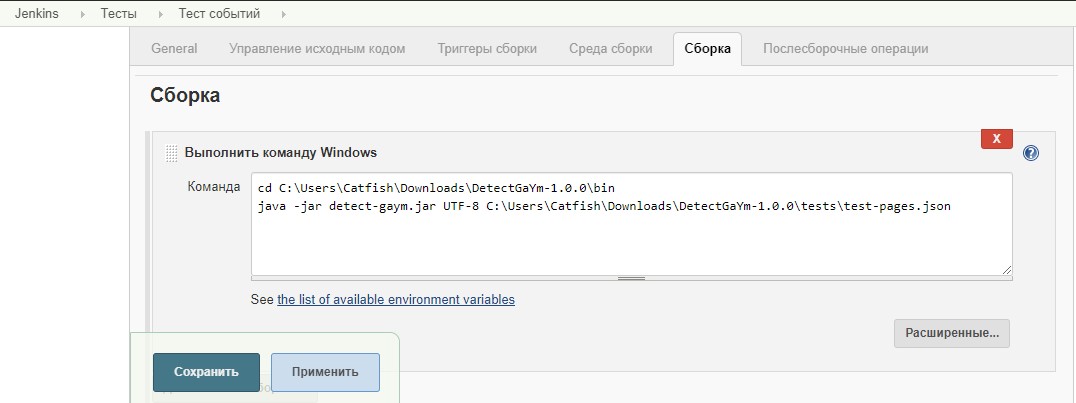 Jenkins Тесты Тест событий
General Управление исходным кодом Триггеры сборки Среда сборки Сборка Послесборочные операции
Сборка
X
Выполнить команду Windows
?
Команда
cd C:\Users\Catfish\Downloads\DetectGaYm-1.0.0\bin
java -jar detect-gaym.jar UTF-8 C:\Users\Catfish\Downloads\DetectGaYm-1.0.0\tests\test-pages.json
See the list of available environment variables
Расширенные...
Сохранить Применить